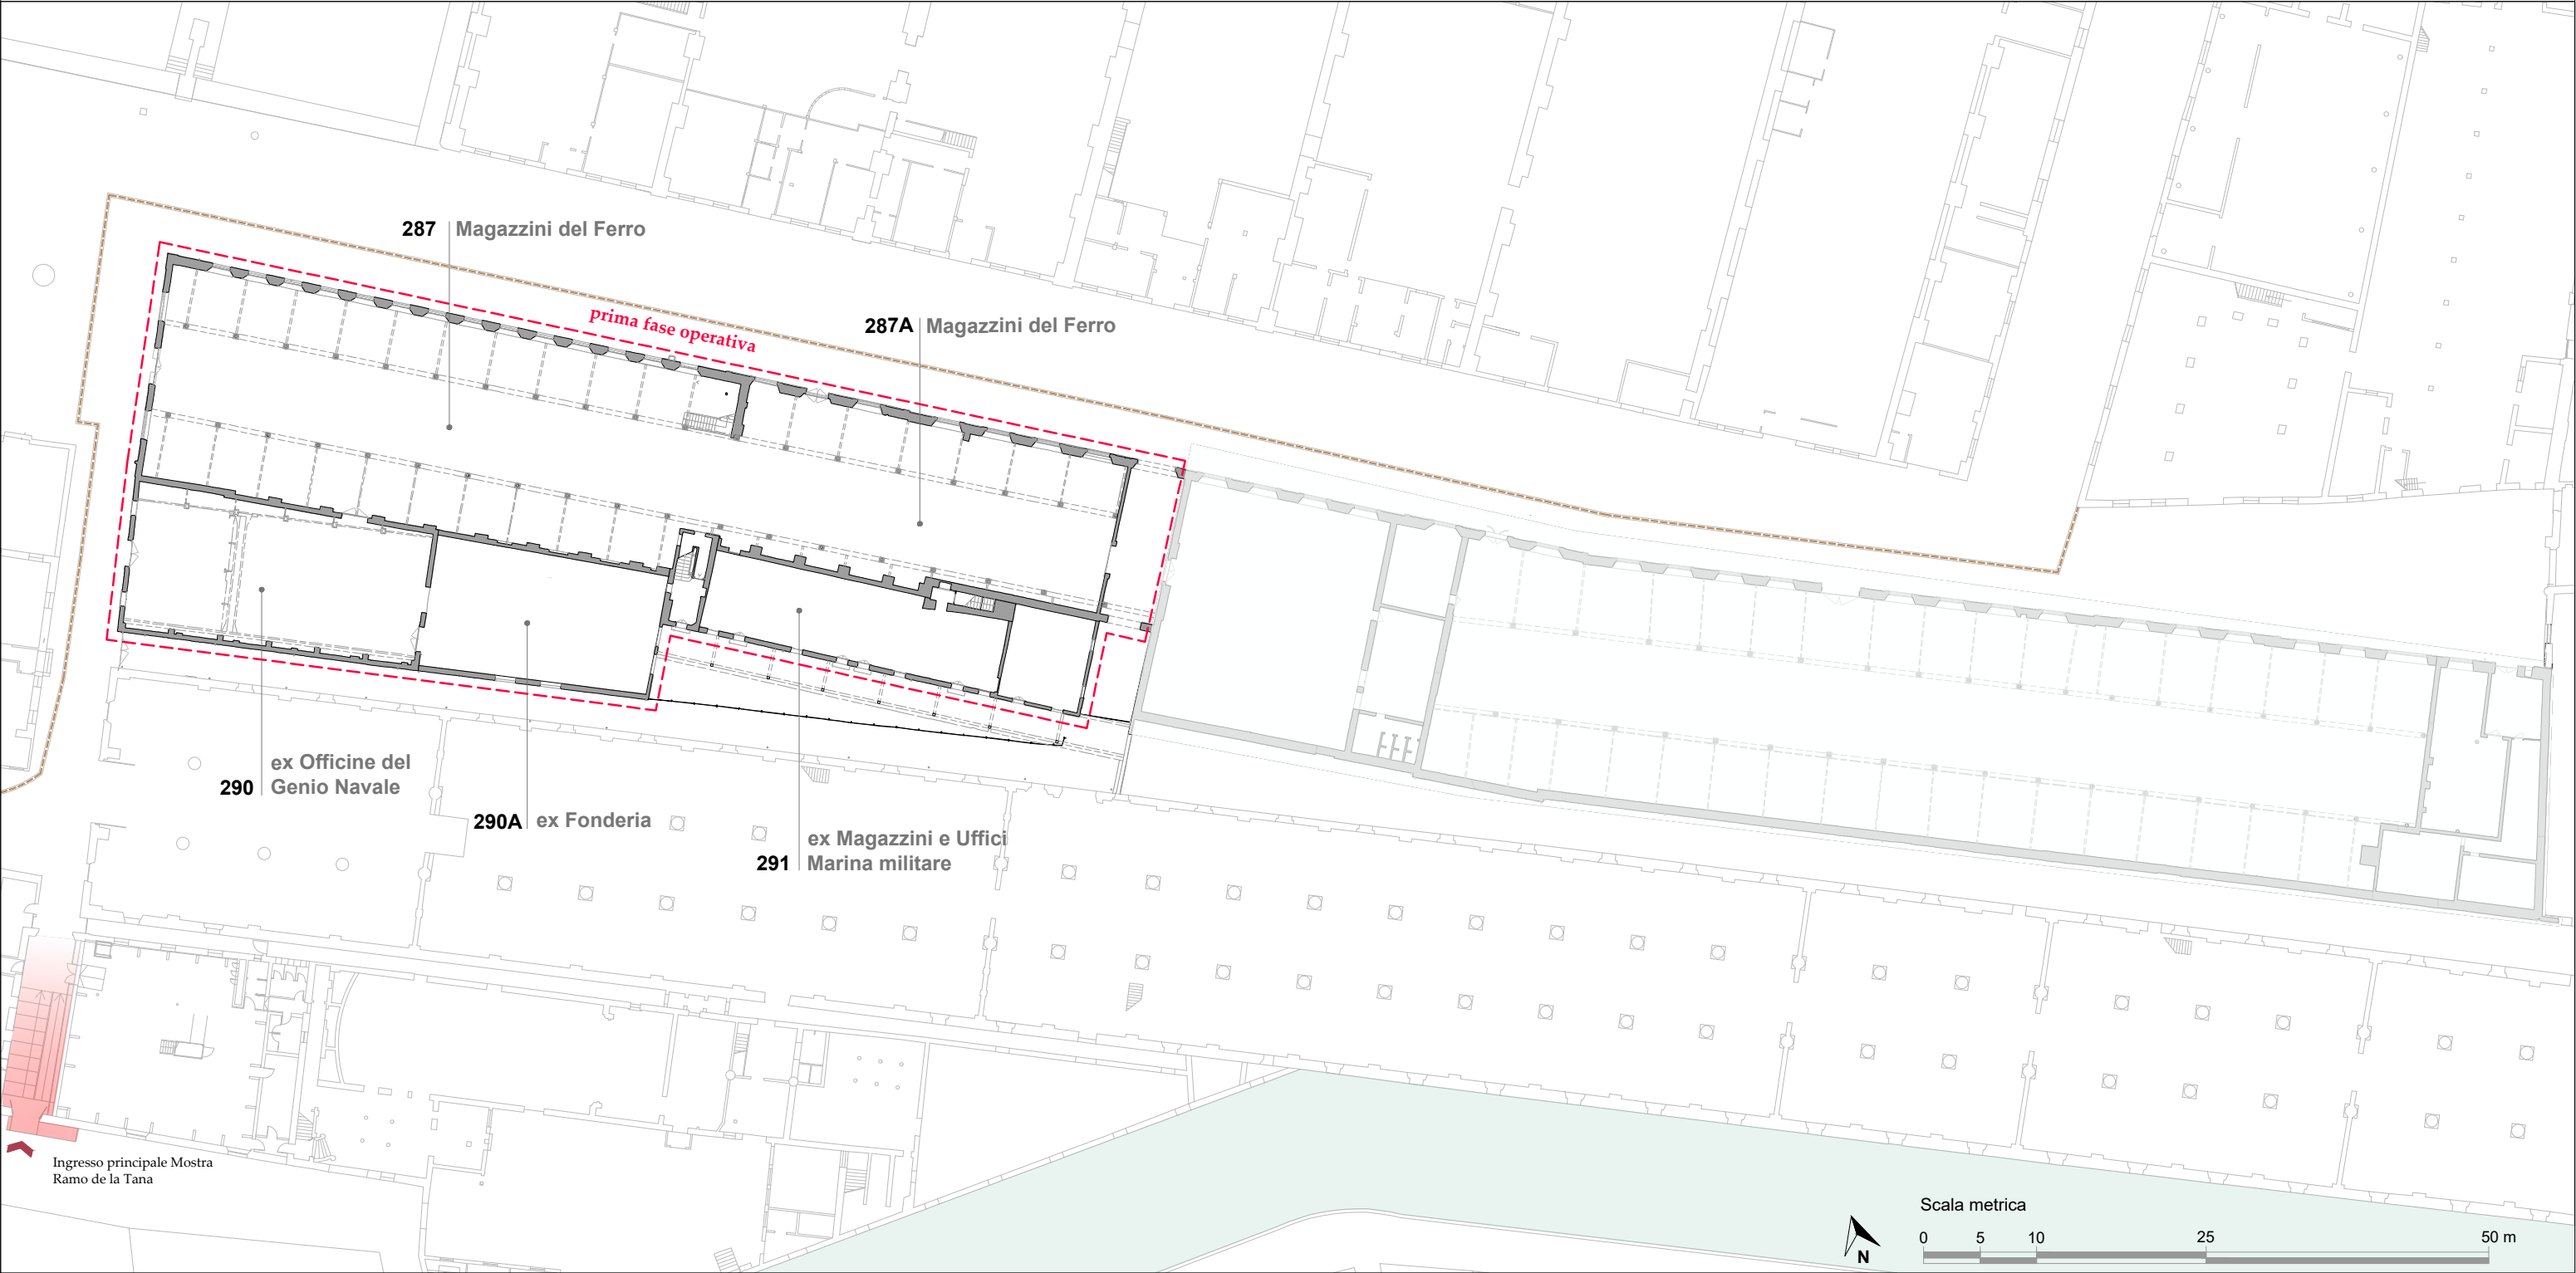 287 Magazzini del Ferro
prima fase operativa
287A Magazzini del Ferro
ex Officine del
290 Genio Navale
290A ex Fonderia
ex Magazzini e Uffici
291 Marina militare
Ingresso principale Mostra
Ramo de la Tana
Scala metrica
0 5 10 25 50 m
N